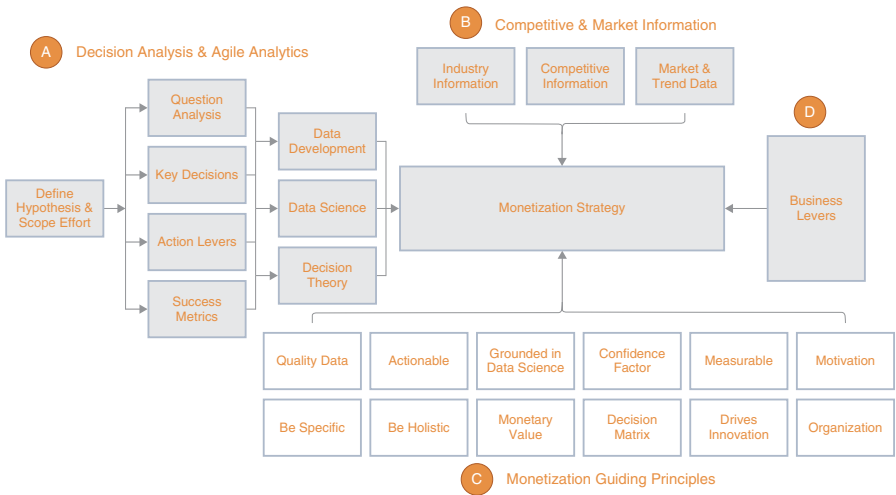 A
Decision Analysis & Agile Analytics
B
Competitive & Market Information
Industry
Information
Competitive
Information
Market &
Trend Data
D
Question
Analysis
Key Decisions
Action Levers
Success
Metrics
Define
Hypothesis &
Scope Effort
Data
Development
Data Science
Decision
Theory
Monetization Strategy
Business
Levers
Quality Data
Actionable
Grounded in
Data Science
Confidence
Factor
Measurable
Motivation
Be Specific
Be Holistic
Monetary
Value
Decision
Matrix
Drives
Innovation
Organization
C
Monetization Guiding Principles